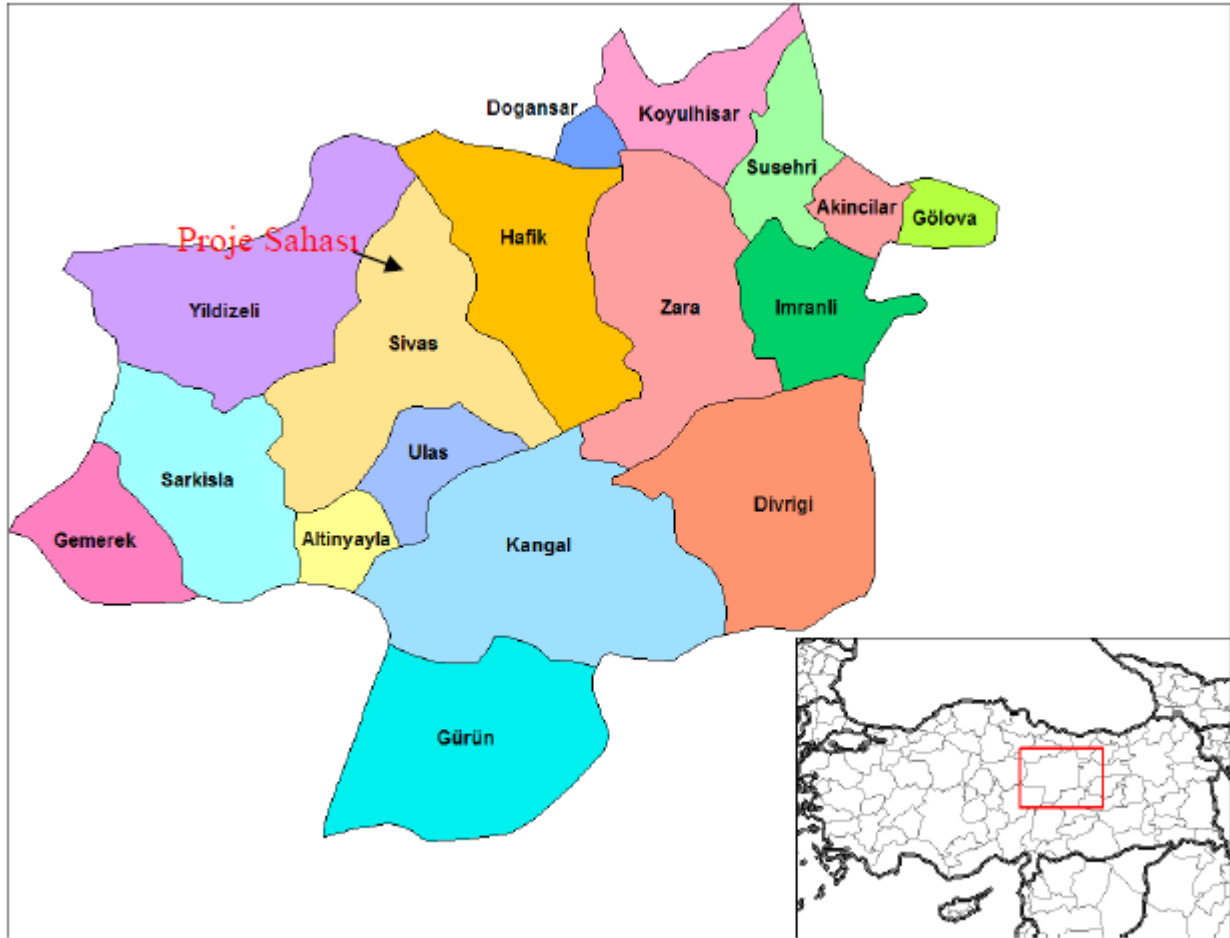 Dogansar
Koyulhisar
Susehri
Akincilar
Gölova
Proje Sahası
Hafik
Yildizeli
Zara
Imranli
Sivas
Ulas
Sarkisla
Divrigi
Gemerek
Altinyayla
Kangal
Gürün